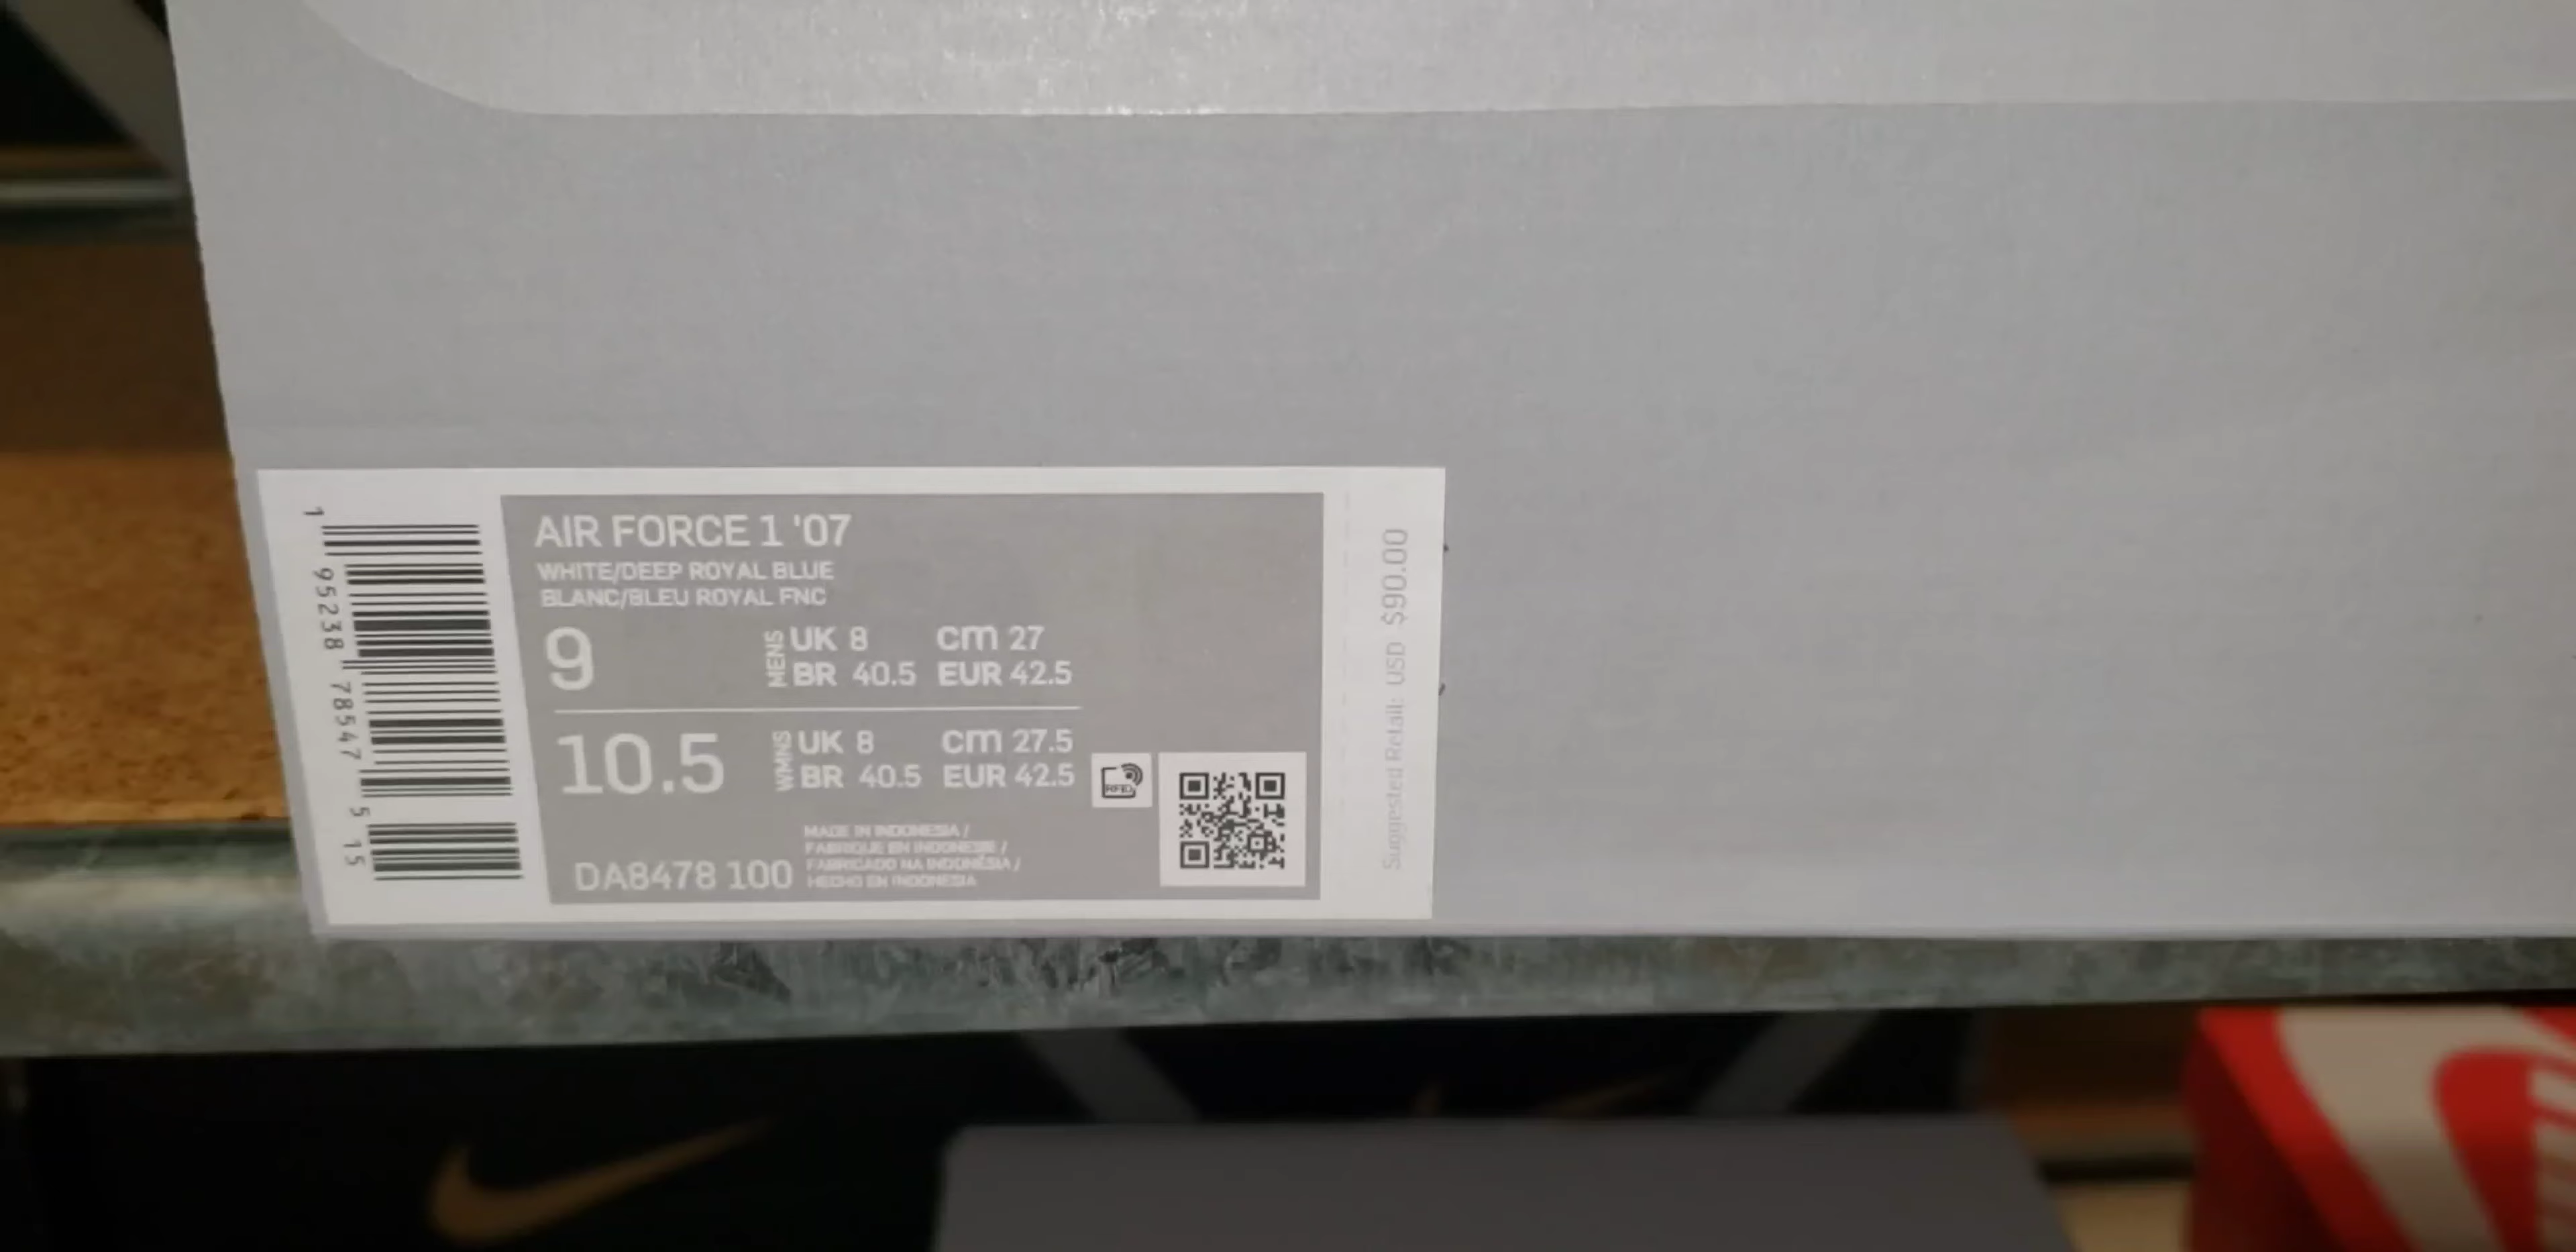 AIR FORCE 1 '07
WHITE/DEEP ROYAL BLUE
BLANC/BLEU ROYAL FNC
9 MENS UK 8 cm 27
BR 40.5 EUR 42.5
10.5 WMNS UK 8 cm 27.5
BR 40.5 EUR 42.5
MADE IN INDONESIA /
FABRIQUE EN INDONESIE /
FABRICADO NA INDONÉSIA /
HECHO EN INDONESIA
DA8478 100
RFID
1 95238 78547 5 15
Suggested Retail: USD $90.00